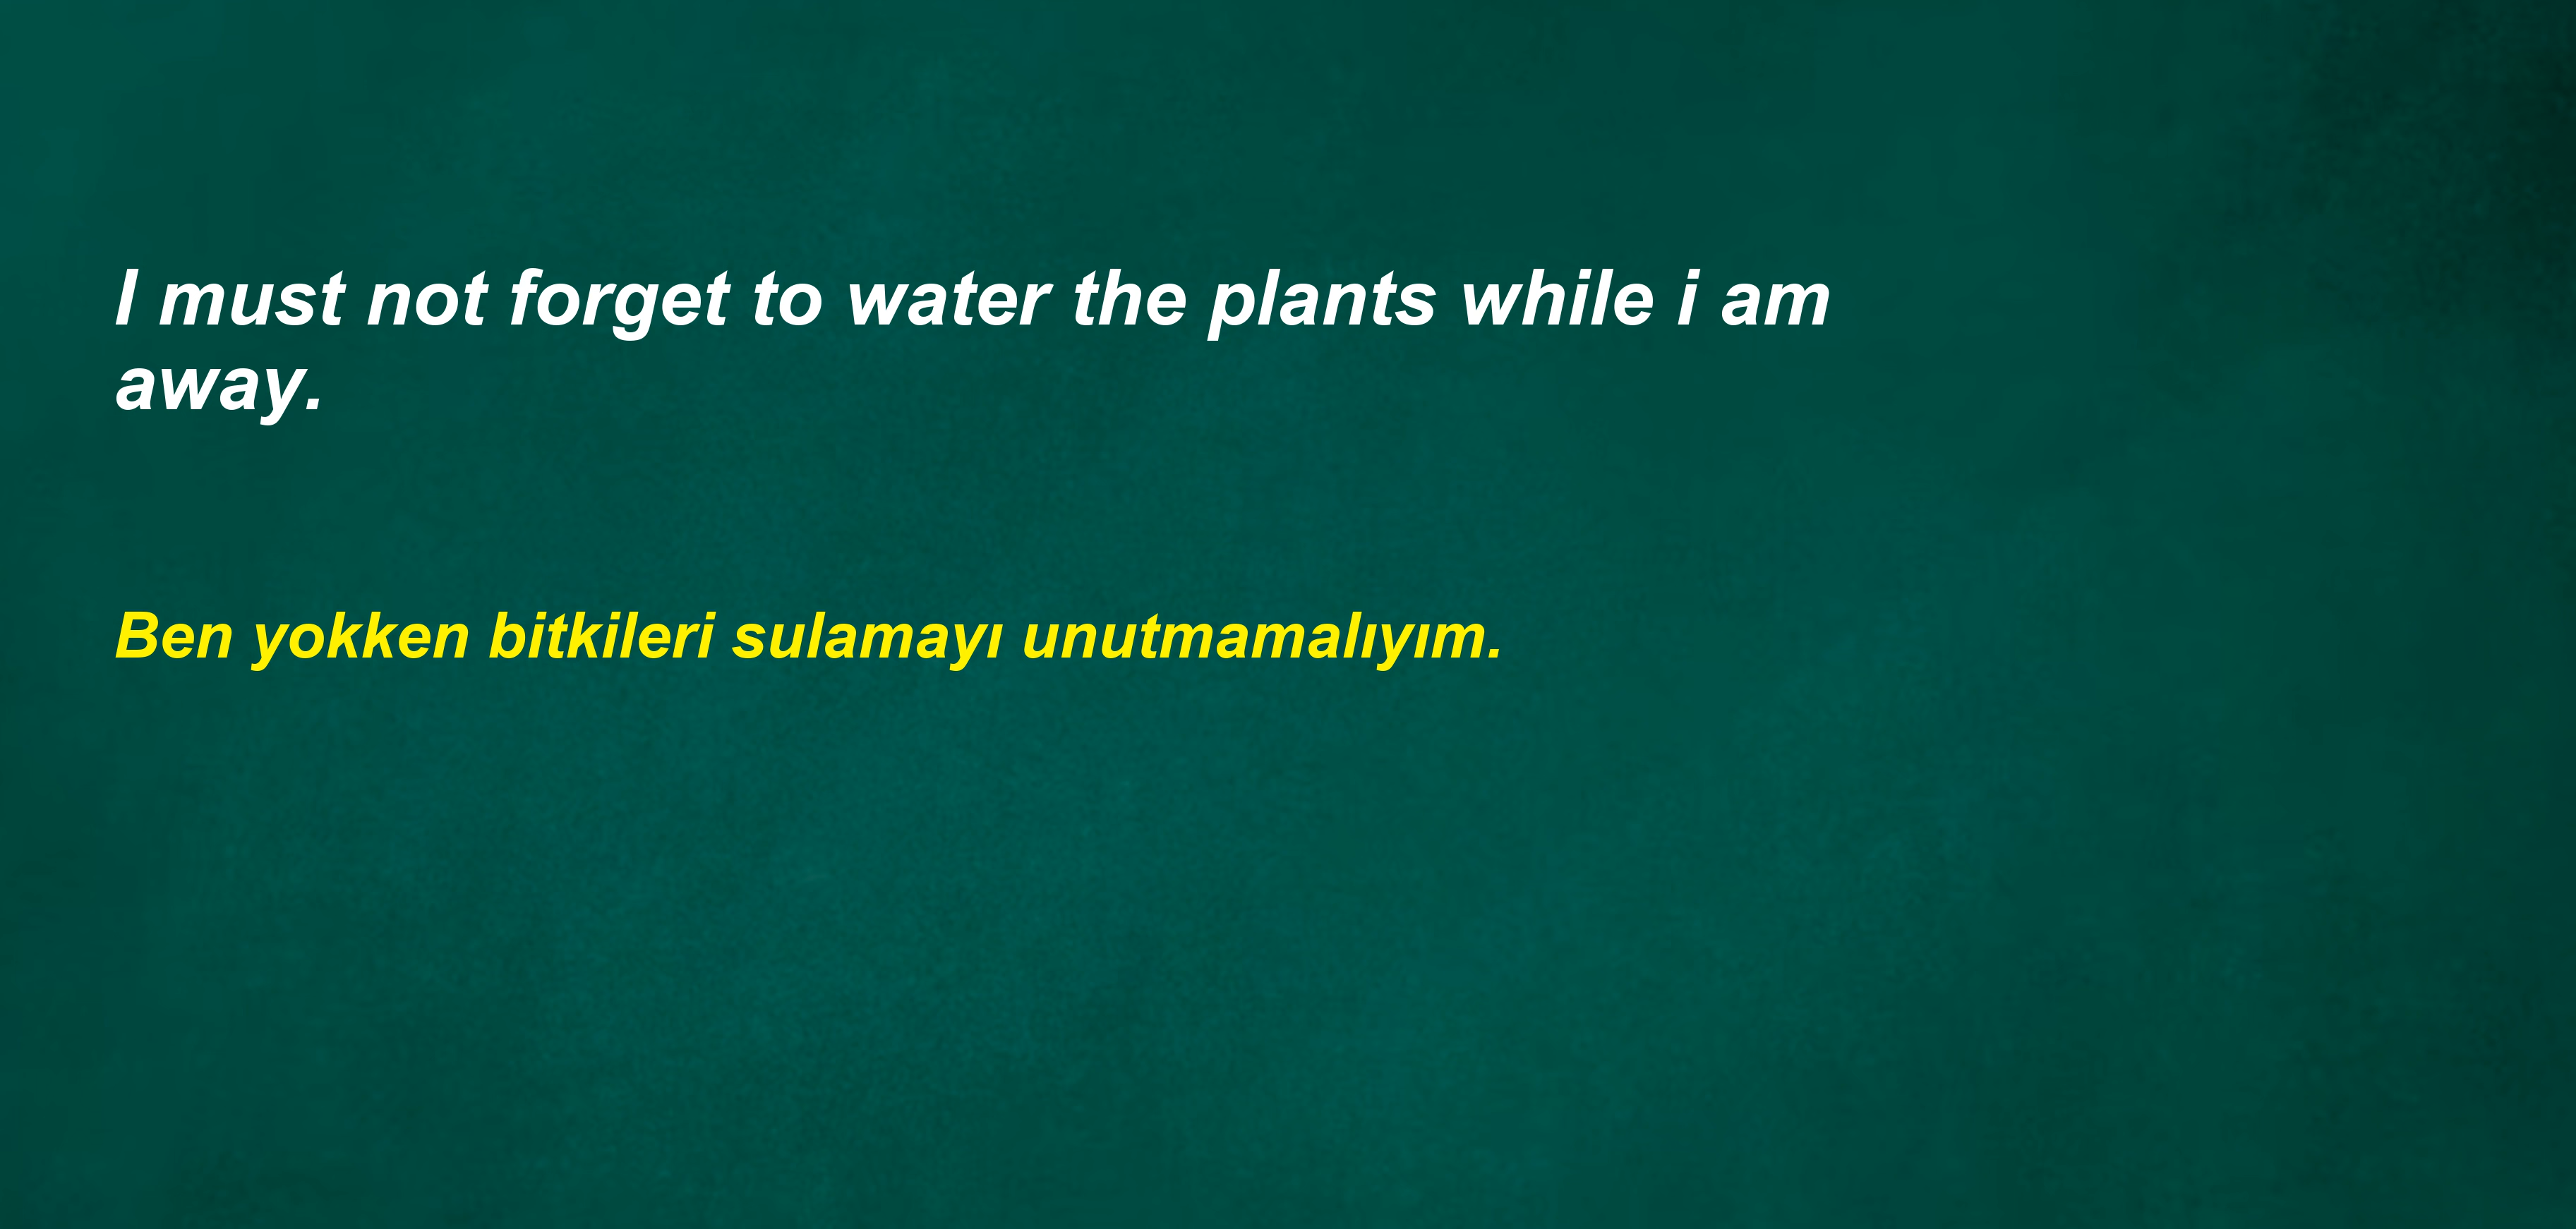 I must not forget to water the plants while i am
away.
Ben yokken bitkileri sulamayı unutmamalıyım.